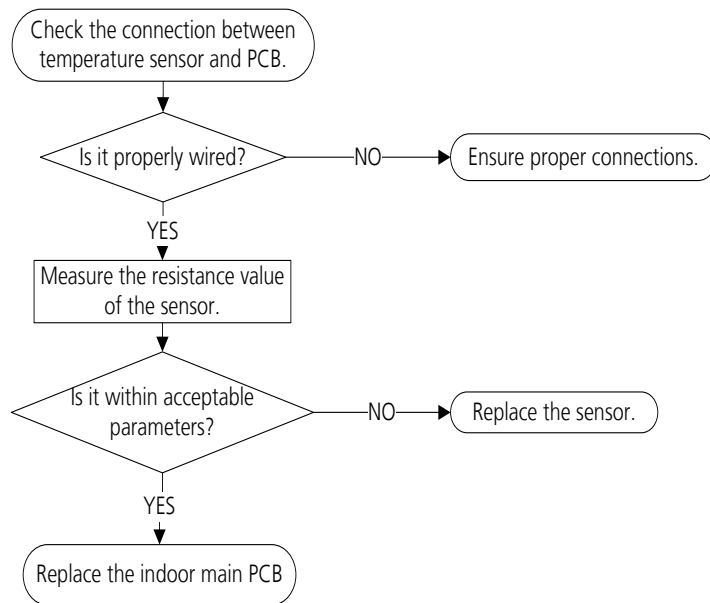 Check the connection between
temperature sensor and PCB.
Is it properly wired?
NO
Ensure proper connections.
YES
Measure the resistance value
of the sensor.
Is it within acceptable
parameters?
NO
Replace the sensor.
YES
Replace the indoor main PCB